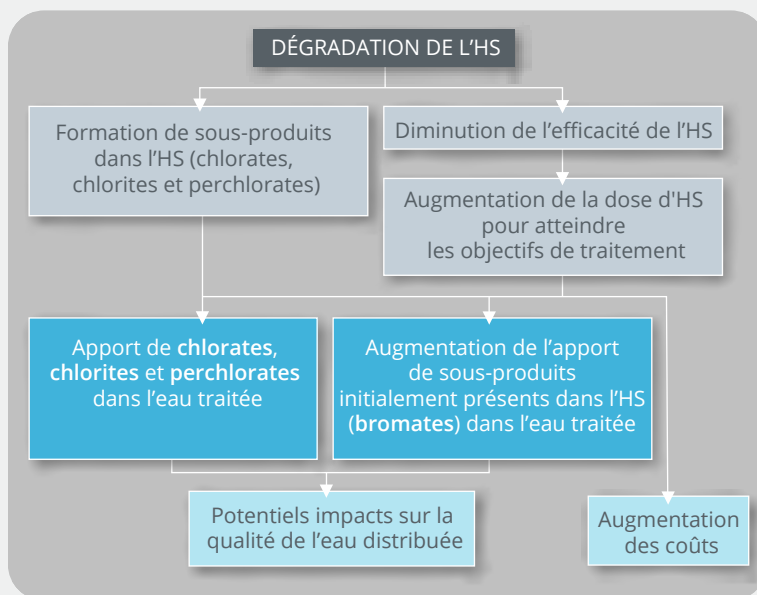 DÉGRADATION DE L’HS
Formation de sous-produits
dans l’HS (chlorates,
chlorites et perchlorates)
Diminution de l’efficacité de l’HS
Augmentation de la dose d'HS
pour atteindre
les objectifs de traitement
Apport de chlorates,
chlorites et perchlorates
dans l’eau traitée
Augmentation de l’apport
de sous-produits
initialement présents dans l’HS
(bromates) dans l’eau traitée
Potentiels impacts sur la
qualité de l’eau distribuée
Augmentation
des coûts